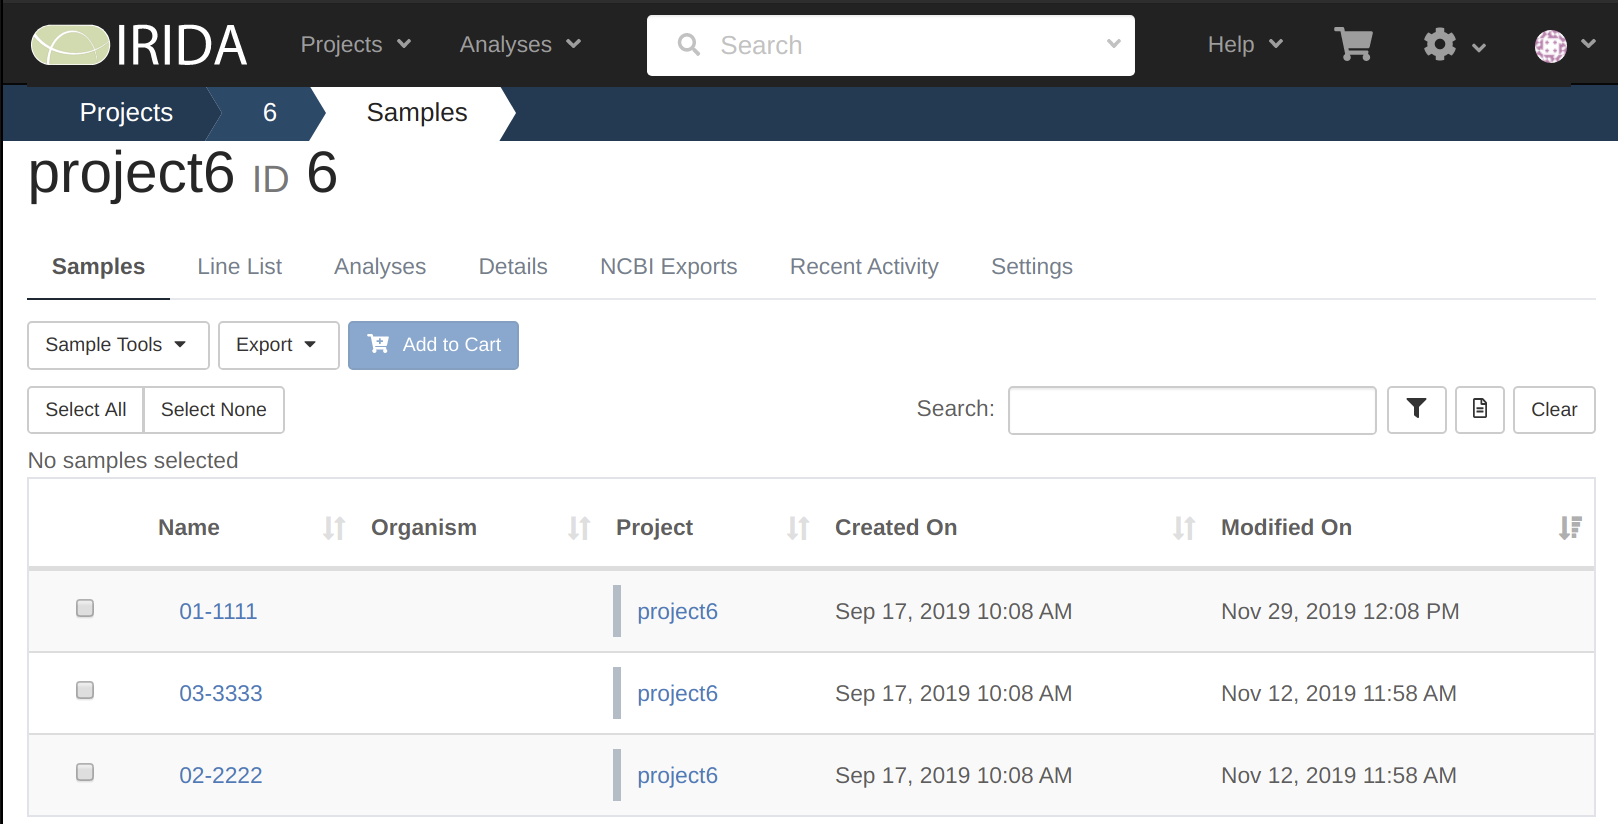 IRIDA Projects Analyses Search Help
Projects 6 Samples
project6 ID 6
Samples Line List Analyses Details NCBI Exports Recent Activity Settings
Sample Tools Export Add to Cart
Select All Select None Search: Clear
No samples selected
Name Organism Project Created On Modified On
01-1111 project6 Sep 17, 2019 10:08 AM Nov 29, 2019 12:08 PM
03-3333 project6 Sep 17, 2019 10:08 AM Nov 12, 2019 11:58 AM
02-2222 project6 Sep 17, 2019 10:08 AM Nov 12, 2019 11:58 AM